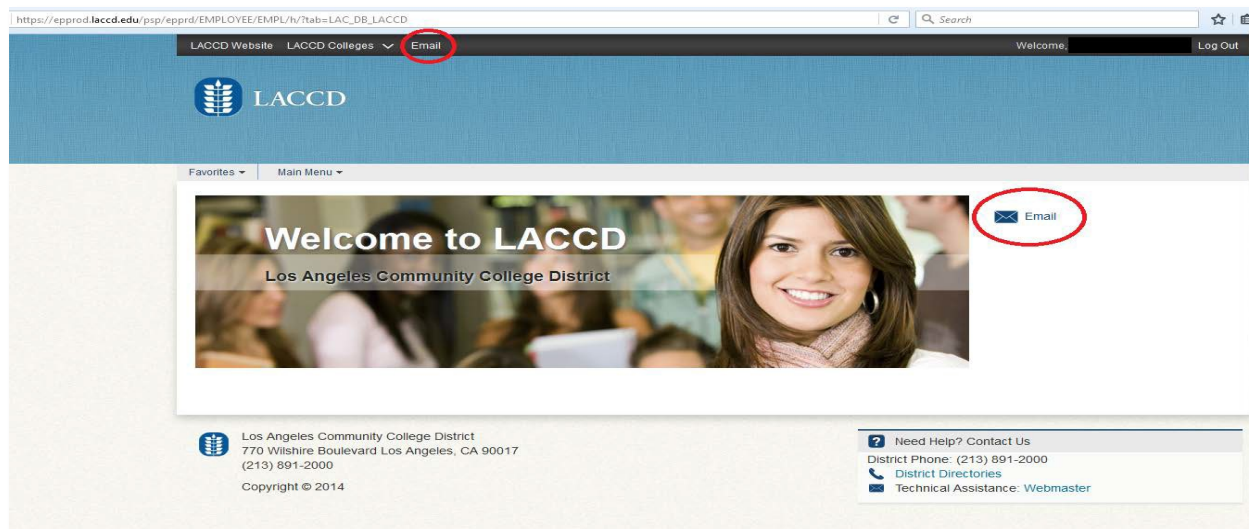 https://epprod.laccd.edu/psp/epprd/EMPLOYEE/EMPL/h/?tab=LAC_DB_LACCD
Search
LACCD Website LACCD Colleges Email Welcome, Log Out
LACCD
Favorites Main Menu
Welcome to LACCD
Los Angeles Community College District
Email
Los Angeles Community College District
770 Wilshire Boulevard Los Angeles, CA 90017
(213) 891-2000
Copyright © 2014
? Need Help? Contact Us
District Phone: (213) 891-2000
District Directories
Technical Assistance: Webmaster